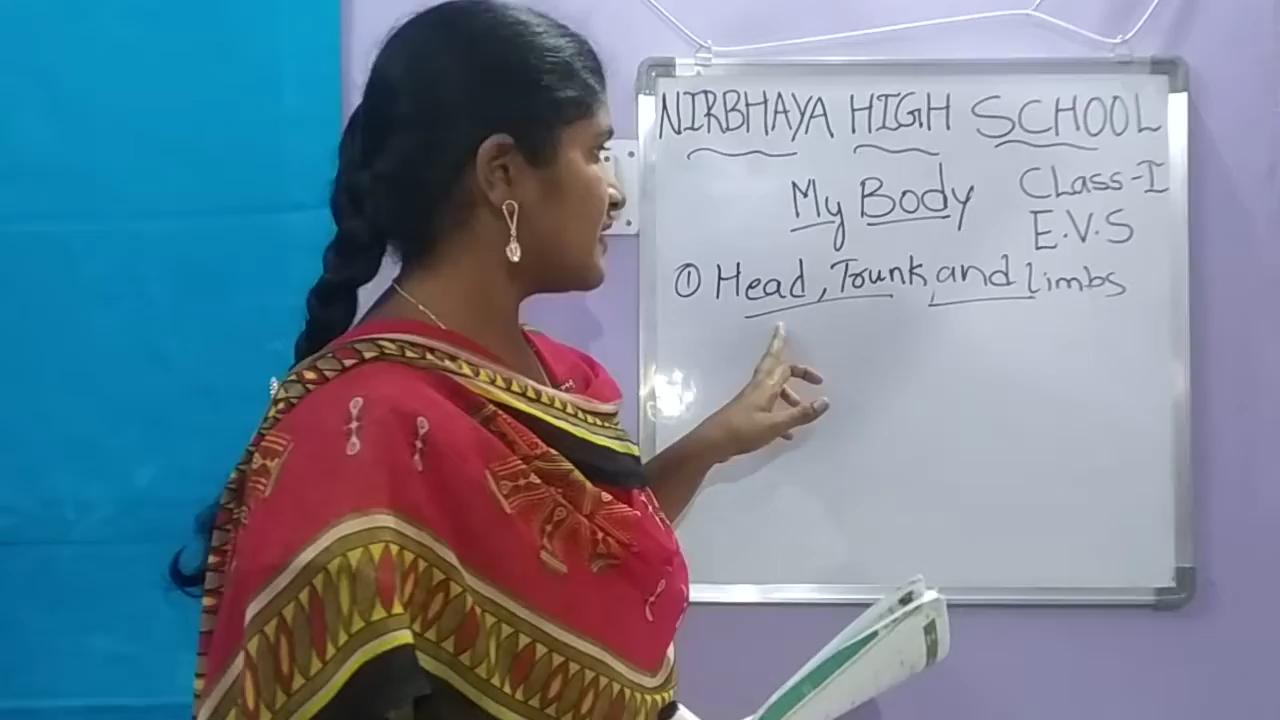 NIRBHAYA HIGH SCHOOL
My Body
CLass-I
E.V.S
① Head, Trunk, and limbs